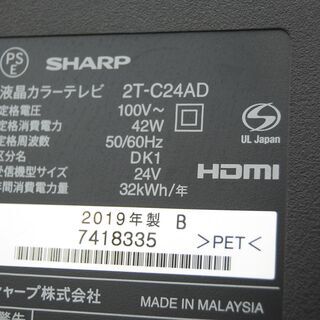 PS
E
SHARP
液晶カラーテレビ 2T-C24AD
定格電圧 100V~
定格消費電力 42W
定格周波数 50/60Hz
区分名 DK1
受信機型サイズ 24V
年間消費電力量 32kWh/年
UL Japan
HDMI
2019年製 B
7418335
>PET<
シャープ株式会社 MADE IN MALAYSIA
警告